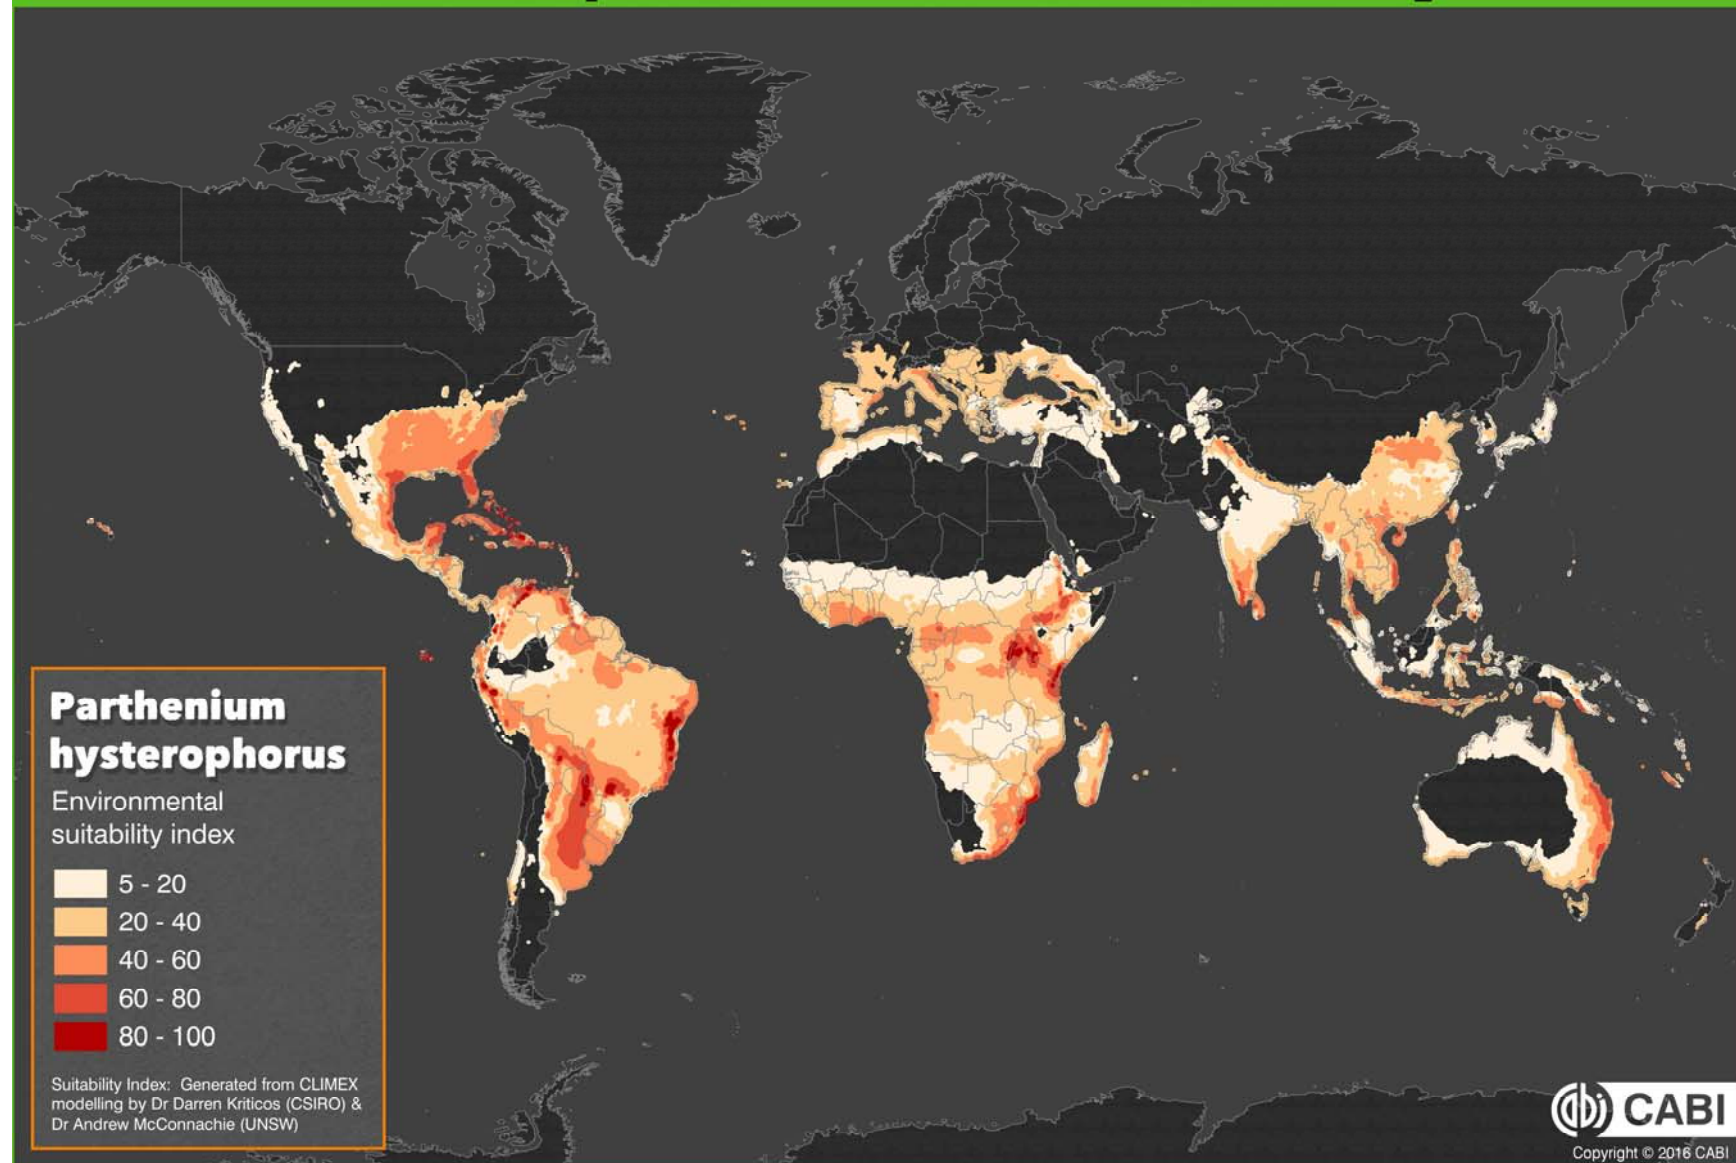 Parthenium
hysterophorus
Environmental
suitability index
5 - 20
20 - 40
40 - 60
60 - 80
80 - 100
Suitability Index: Generated from CLIMEX
modelling by Dr Darren Kriticos (CSIRO) &
Dr Andrew McConnachie (UNSW)
cabi CABI
Copyright © 2016 CABI